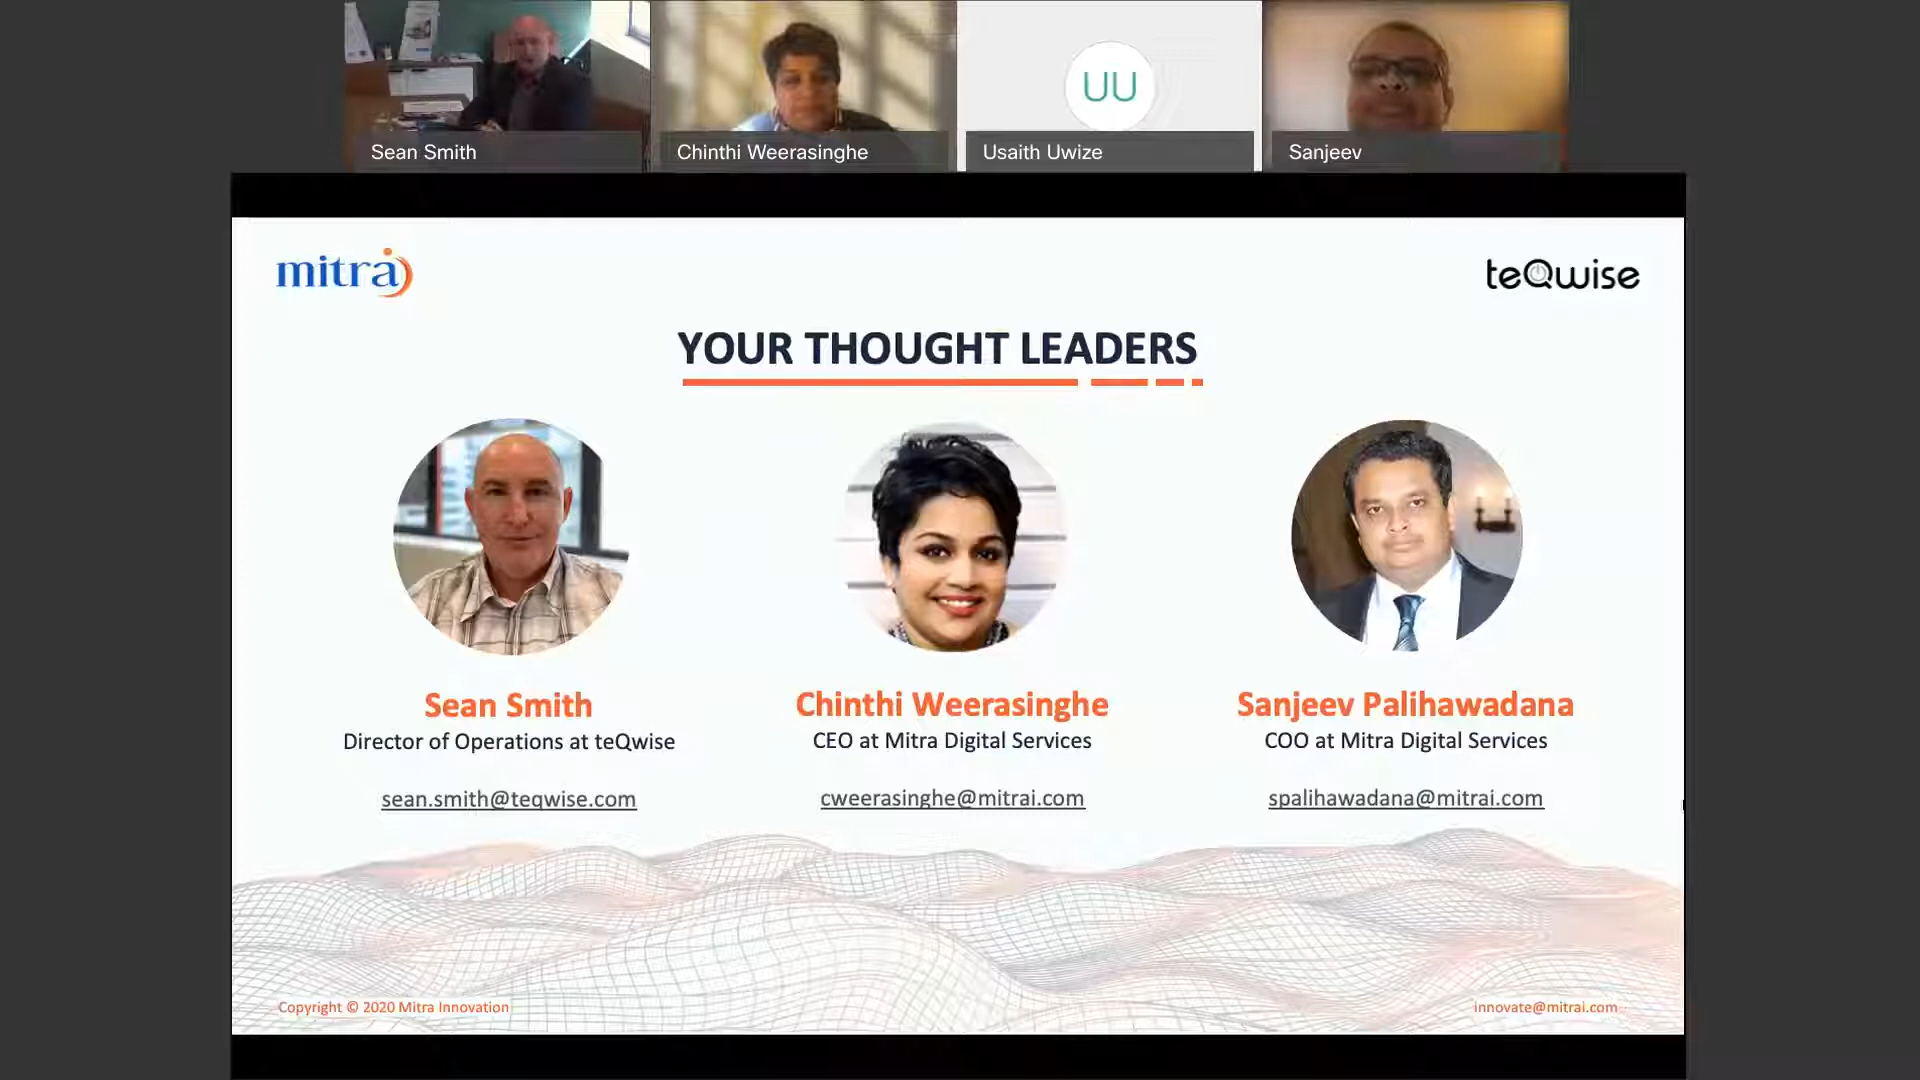 Sean Smith
Chinthi Weerasinghe
UU
Usaith Uwize
Sanjeev
mitrai
teQwise
YOUR THOUGHT LEADERS
Sean Smith
Director of Operations at teQwise
sean.smith@teqwise.com
Chinthi Weerasinghe
CEO at Mitra Digital Services
cweerasinghe@mitrai.com
Sanjeev Palihawadana
COO at Mitra Digital Services
spalihawadana@mitrai.com
Copyright © 2020 Mitra Innovation
innovate@mitrai.com